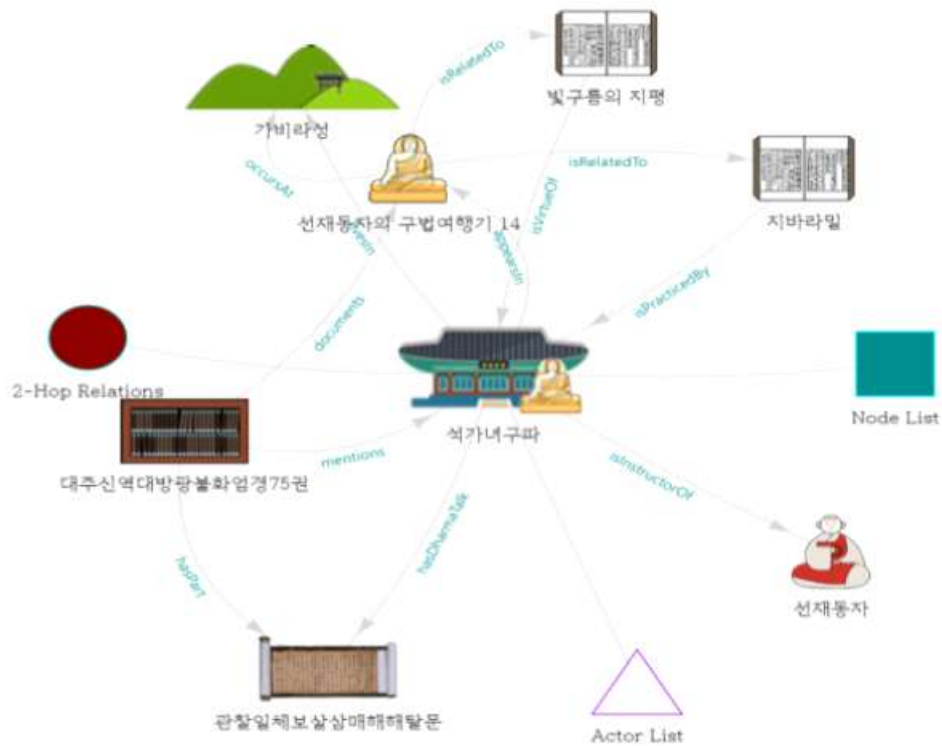 isRelatedTo
빛구름의 지평
가비라성
isRelatedTo
occursAt
isVirtueOf
지바라밀
선재동자의 구법여행기 14
livesIn
appearsIn
isPracticedBy
documents
2-Hop Relations
Node List
석가녀구파
mentions
isInstructorOf
대주신역대방광불화엄경75권
hasDharmaTalk
hasPart
선재동자
관찰일체보살삼매해해탈문
Actor List